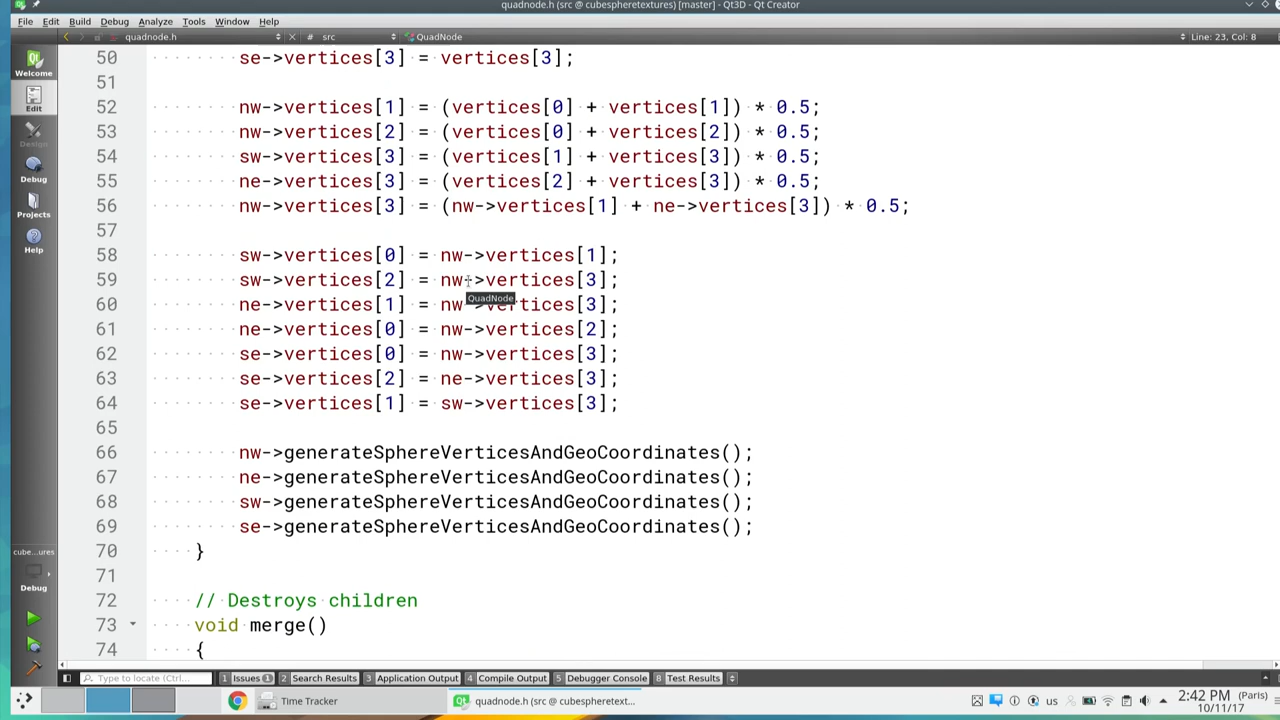 quadnode.h (src @ cubespheretextures) [master] - Qt3D - Qt Creator
File Edit Build Debug Analyze Tools Window Help
quadnode.h # src QuadNode Line: 23, Col: 8
50 se->vertices[3] = vertices[3];
51
52 nw->vertices[1] = (vertices[0] + vertices[1]) * 0.5;
53 nw->vertices[2] = (vertices[0] + vertices[2]) * 0.5;
54 sw->vertices[3] = (vertices[1] + vertices[3]) * 0.5;
55 ne->vertices[3] = (vertices[2] + vertices[3]) * 0.5;
56 nw->vertices[3] = (nw->vertices[1] + ne->vertices[3]) * 0.5;
57
58 sw->vertices[0] = nw->vertices[1];
59 sw->vertices[2] = nw->vertices[3];
QuadNode
60 ne->vertices[1] = nw->vertices[3];
61 ne->vertices[0] = nw->vertices[2];
62 se->vertices[0] = nw->vertices[3];
63 se->vertices[2] = ne->vertices[3];
64 se->vertices[1] = sw->vertices[3];
65
66 nw->generateSphereVerticesAndGeoCoordinates();
67 ne->generateSphereVerticesAndGeoCoordinates();
68 sw->generateSphereVerticesAndGeoCoordinates();
69 se->generateSphereVerticesAndGeoCoordinates();
70 }
71
72 // Destroys children
73 void merge()
74 {
Welcome
Edit
Design
Debug
Projects
Help
cube...ures
Debug
Type to locate (Ctrl... 1 Issues 1 2 Search Results 3 Application Output 4 Compile Output 5 Debugger Console 8 Test Results
Time Tracker quadnode.h (src @ cubespheretext... us 2:42 PM (Paris)
10/11/17